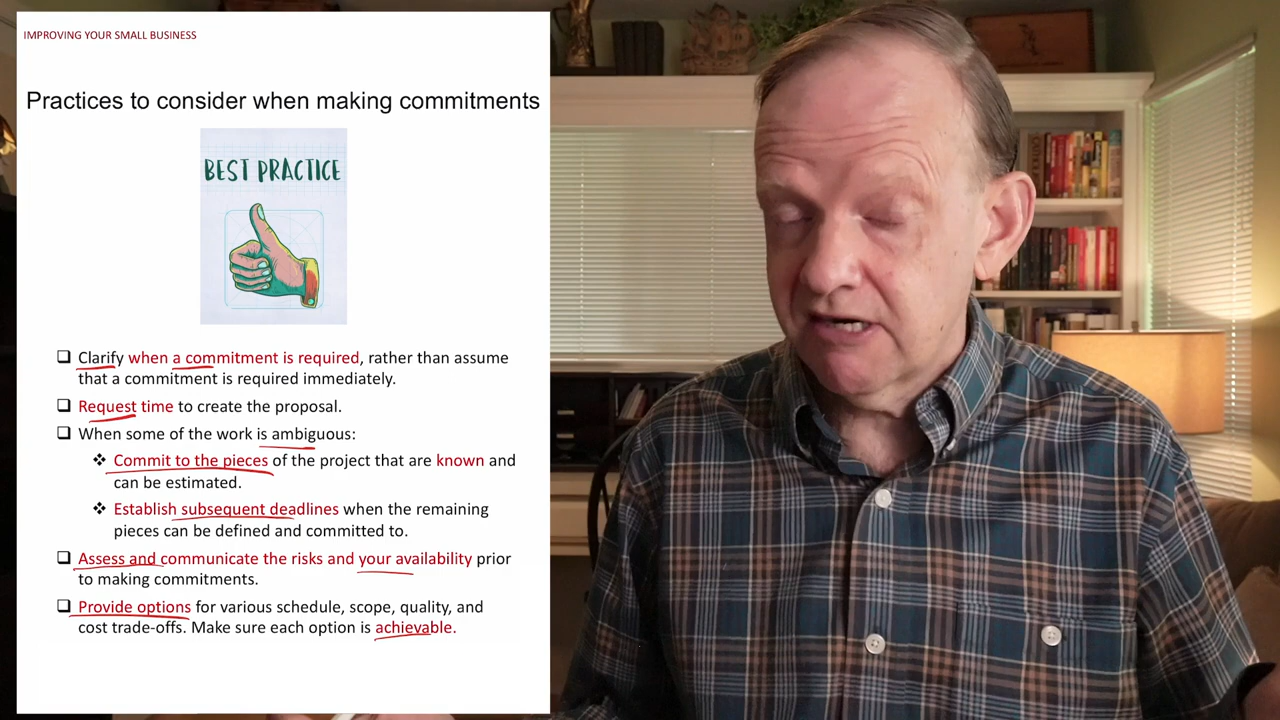 IMPROVING YOUR SMALL BUSINESS
Practices to consider when making commitments
BEST PRACTICE
❑ Clarify when a commitment is required, rather than assume
that a commitment is required immediately.
❑ Request time to create the proposal.
❑ When some of the work is ambiguous:
❖ Commit to the pieces of the project that are known and
can be estimated.
❖ Establish subsequent deadlines when the remaining
pieces can be defined and committed to.
❑ Assess and communicate the risks and your availability prior
to making commitments.
❑ Provide options for various schedule, scope, quality, and
cost trade-offs. Make sure each option is achievable.